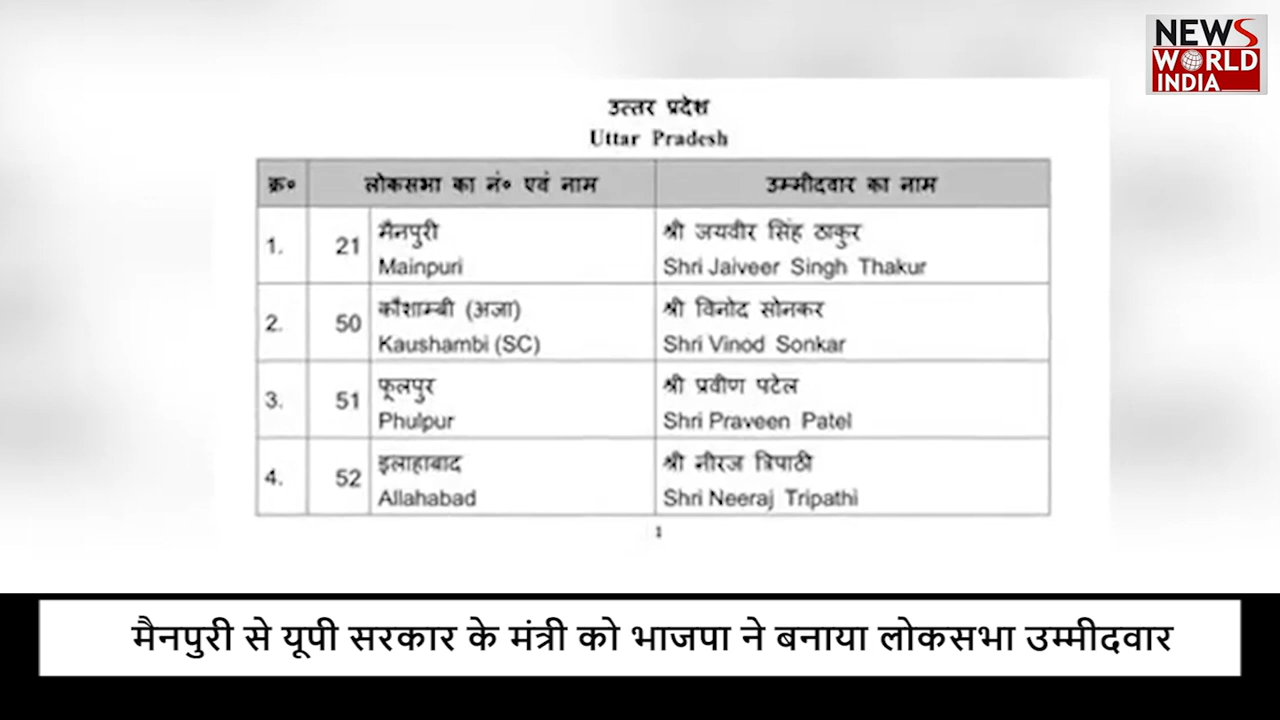 NEWS
WORLD
INDIA
उत्तर प्रदेश
Uttar Pradesh
क्र० लोकसभा का नं० एवं नाम उम्मीदवार का नाम
1. 21 मैनपुरी श्री जयवीर सिंह ठाकुर
Mainpuri Shri Jaiveer Singh Thakur
2. 50 कौशाम्बी (अजा) श्री विनोद सोनकर
Kaushambi (SC) Shri Vinod Sonkar
3. 51 फूलपुर श्री प्रवीण पटेल
Phulpur Shri Praveen Patel
4. 52 इलाहाबाद श्री नीरज त्रिपाठी
Allahabad Shri Neeraj Tripathi
1
मैनपुरी से यूपी सरकार के मंत्री को भाजपा ने बनाया लोकसभा उम्मीदवार